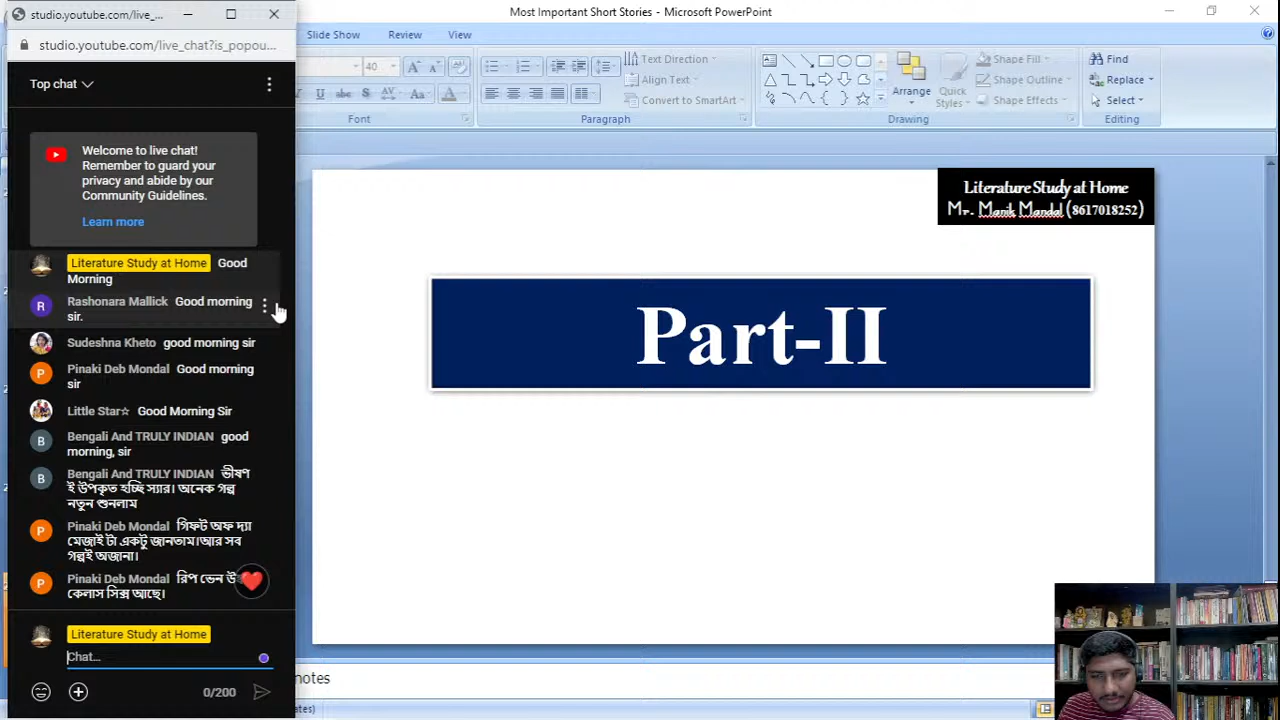 studio.youtube.com/live_...
studio.youtube.com/live_chat?is_popou...
Top chat
Welcome to live chat!
Remember to guard your
privacy and abide by our
Community Guidelines.
Learn more
Literature Study at Home Good
Morning
Rashonara Mallick Good morning
sir.
Sudeshna Kheto good morning sir
Pinaki Deb Mondal Good morning
sir
Little Star☆ Good Morning Sir
Bengali And TRULY INDIAN good
morning, sir
Bengali And TRULY INDIAN ভীষণ
ই উপকৃত হচ্ছি স্যার। অনেক গল্প
নতুন শুনলাম
Pinaki Deb Mondal গিফট অফ দ্যা
মেজাই টা একটু জানতাম।আর সব
গল্পই অজানা।
Pinaki Deb Mondal রিপ ভেন
কেলাস সিক্স আছে।
Literature Study at Home
Chat...
0/200
Most Important Short Stories - Microsoft PowerPoint
Slide Show Review View
40
Text Direction
Align Text
Convert to SmartArt
Arrange
Quick
Styles
Shape Fill
Shape Outline
Shape Effects
Find
Replace
Select
Font Paragraph Drawing Editing
Literature Study at Home
Mr. Manik Mandal (8617018252)
Part-II
notes